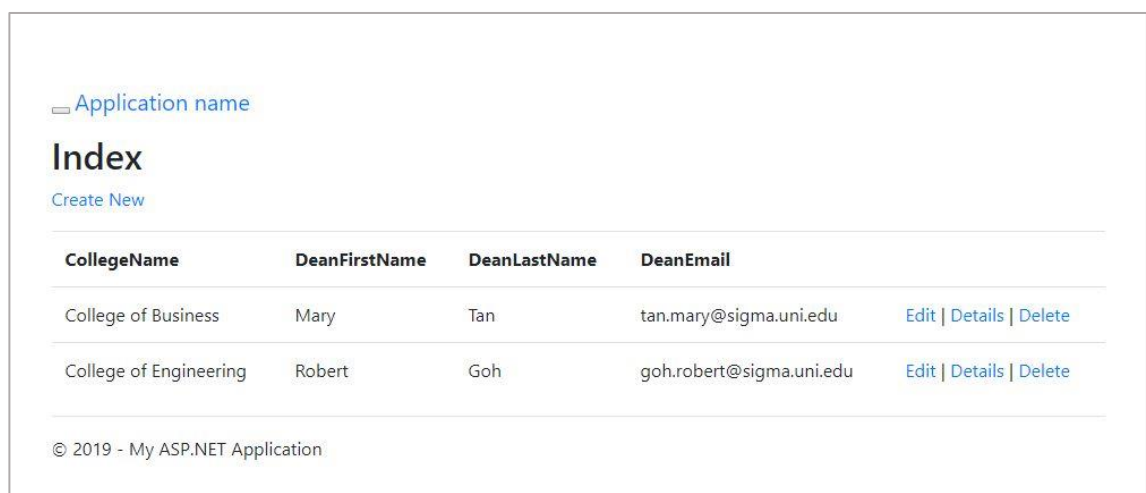 Application name
Index
Create New
CollegeName DeanFirstName DeanLastName DeanEmail
College of Business Mary Tan tan.mary@sigma.uni.edu Edit | Details | Delete
College of Engineering Robert Goh goh.robert@sigma.uni.edu Edit | Details | Delete
© 2019 - My ASP.NET Application